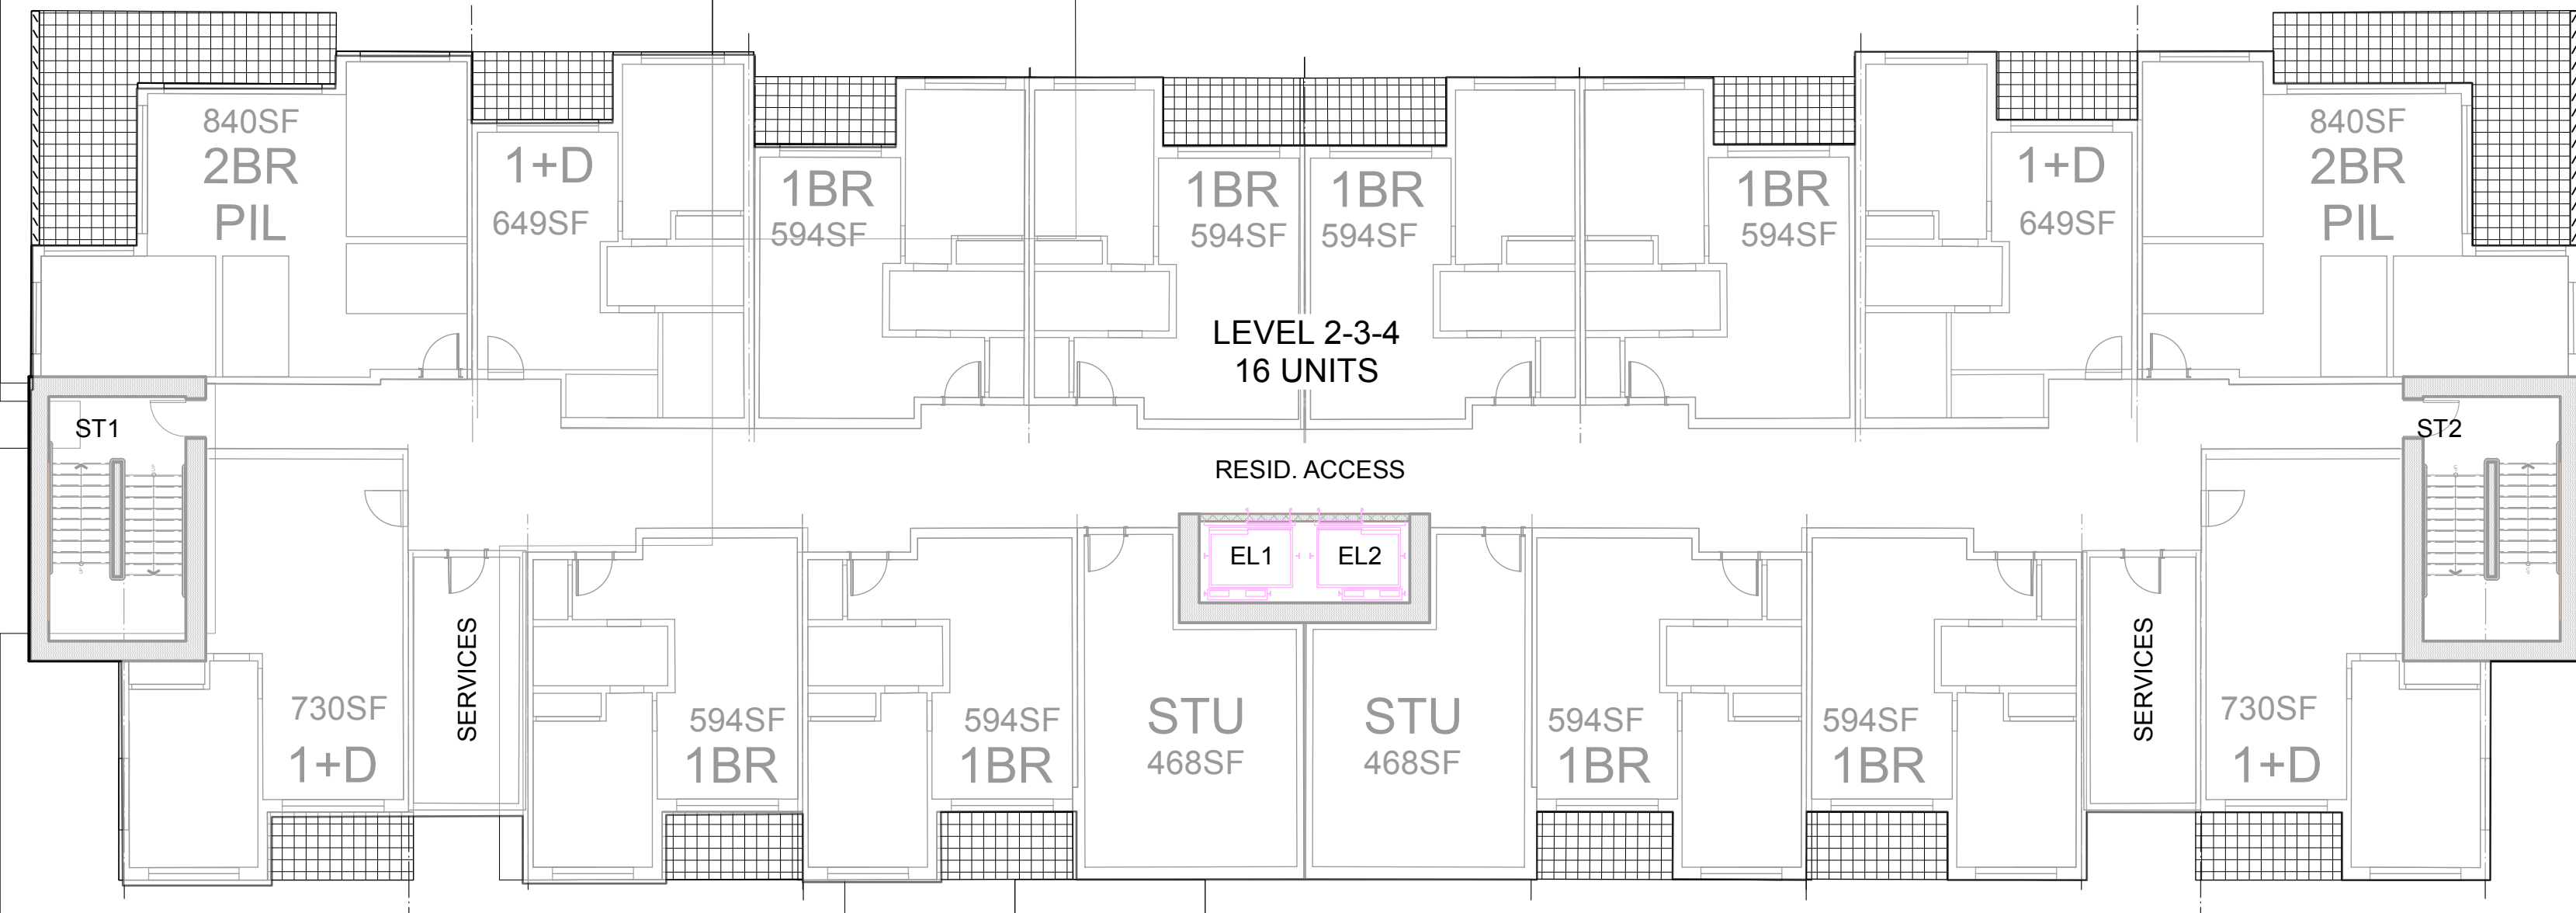 840SF
2BR
PIL
1+D
649SF
1BR
594SF
1BR
594SF
1BR
594SF
1BR
594SF
1+D
649SF
840SF
2BR
PIL
LEVEL 2-3-4
16 UNITS
ST1
ST2
RESID. ACCESS
EL1
EL2
730SF
1+D
SERVICES
594SF
1BR
594SF
1BR
STU
468SF
STU
468SF
594SF
1BR
594SF
1BR
SERVICES
730SF
1+D